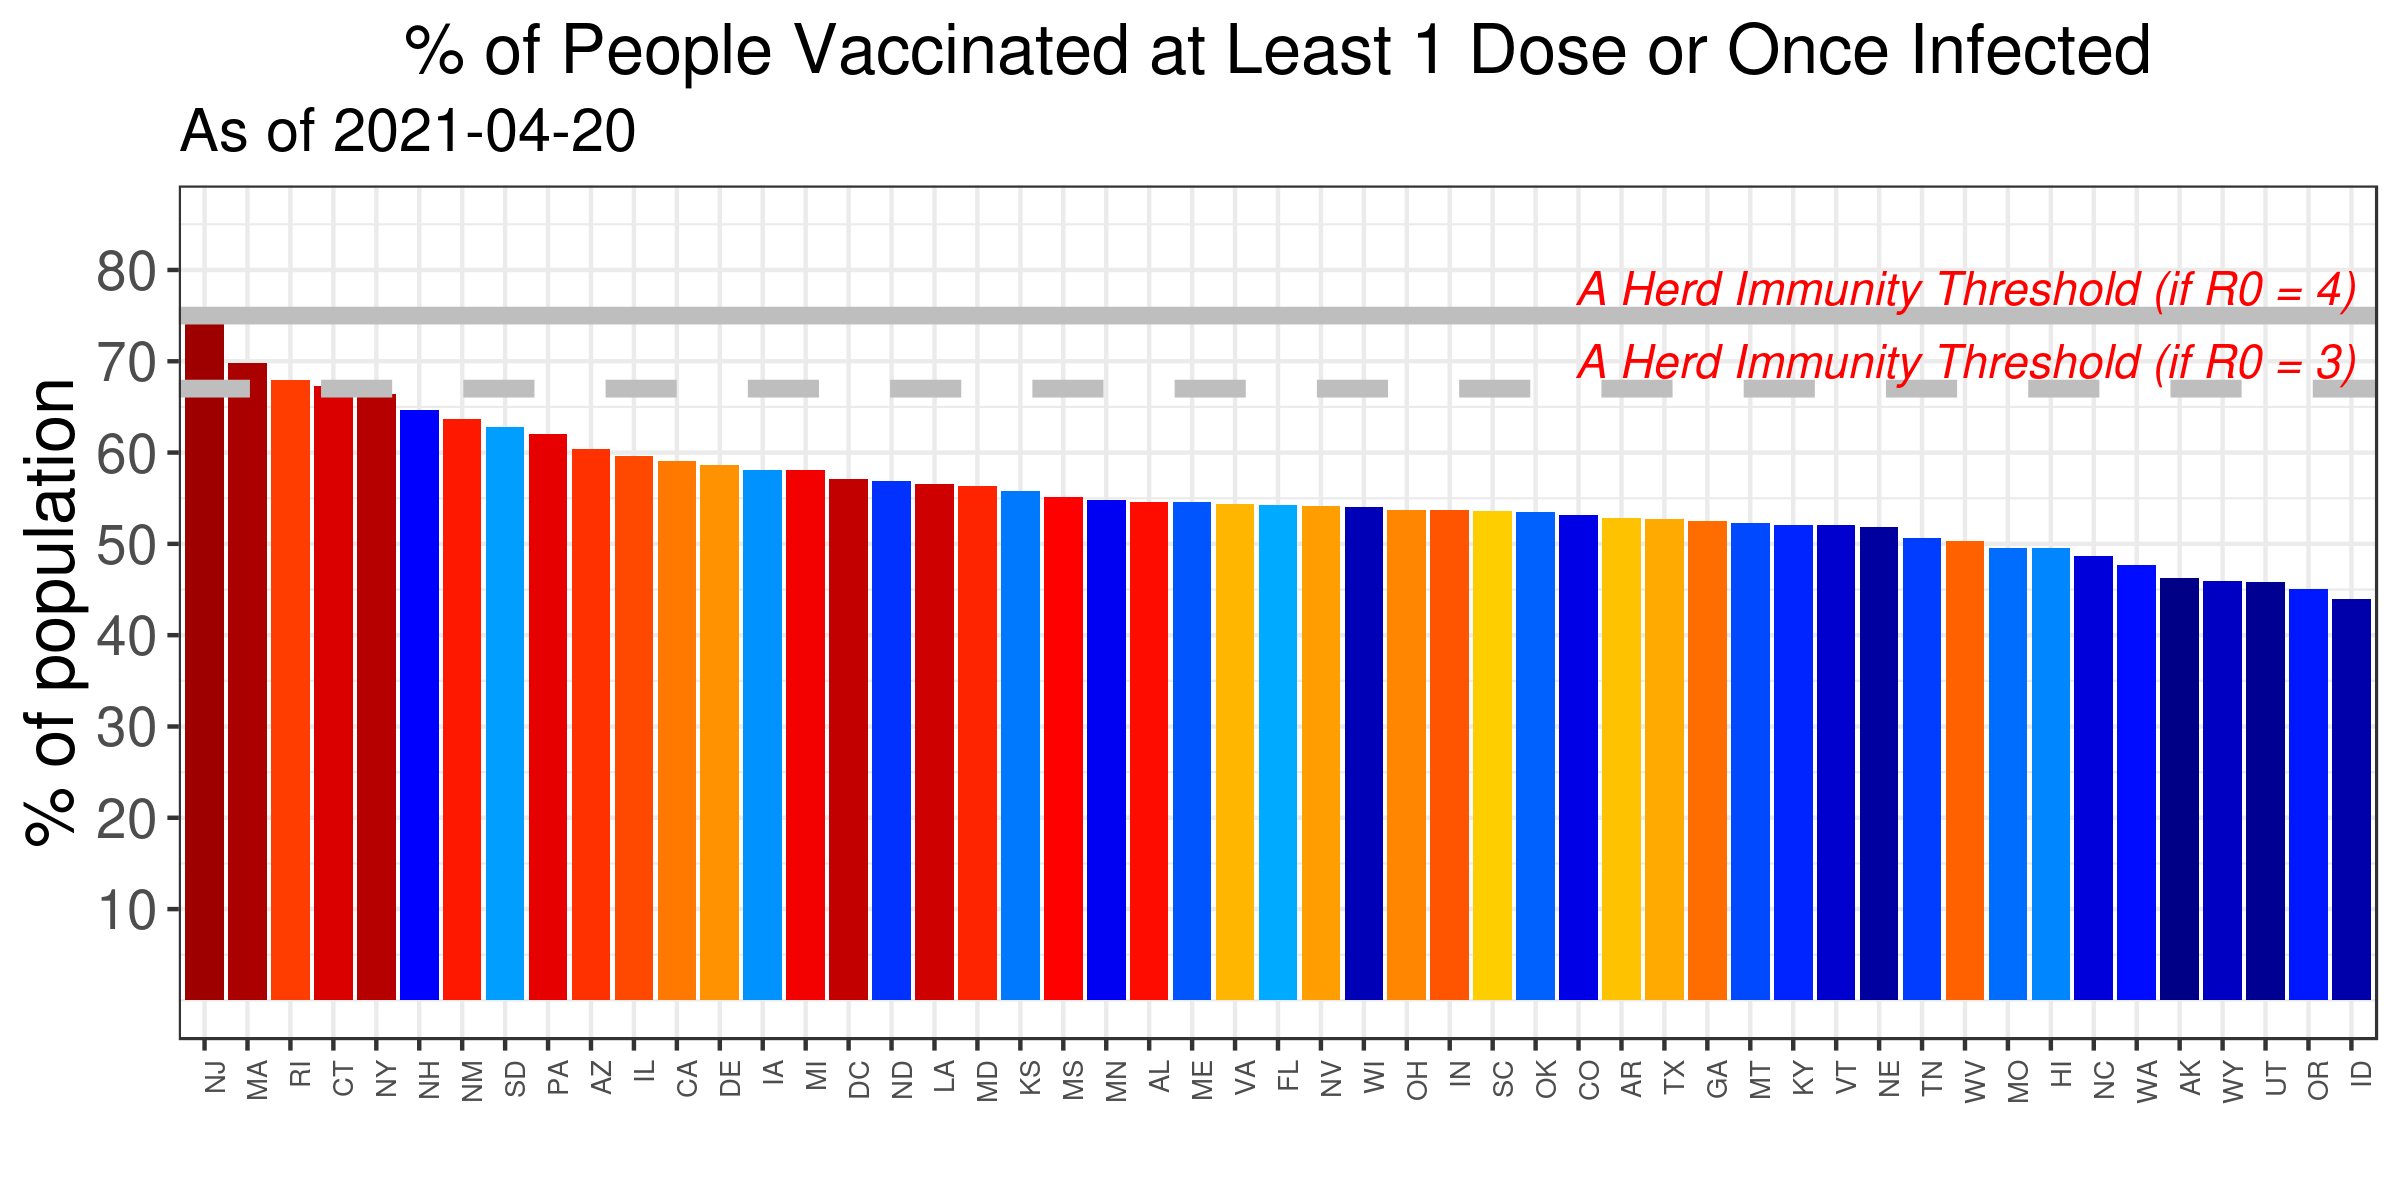 % of People Vaccinated at Least 1 Dose or Once Infected
As of 2021-04-20
% of population
80
70
60
50
40
30
20
10
A Herd Immunity Threshold (if R0 = 4)
A Herd Immunity Threshold (if R0 = 3)
NJ MA RI CT NY NH NM SD PA AZ IL CA DE IA MI DC ND LA MD KS MS MN AL ME VA FL NV WI OH IN SC OK CO AR TX GA MT KY VT NE TN WV MO HI NC WA AK WY UT OR ID